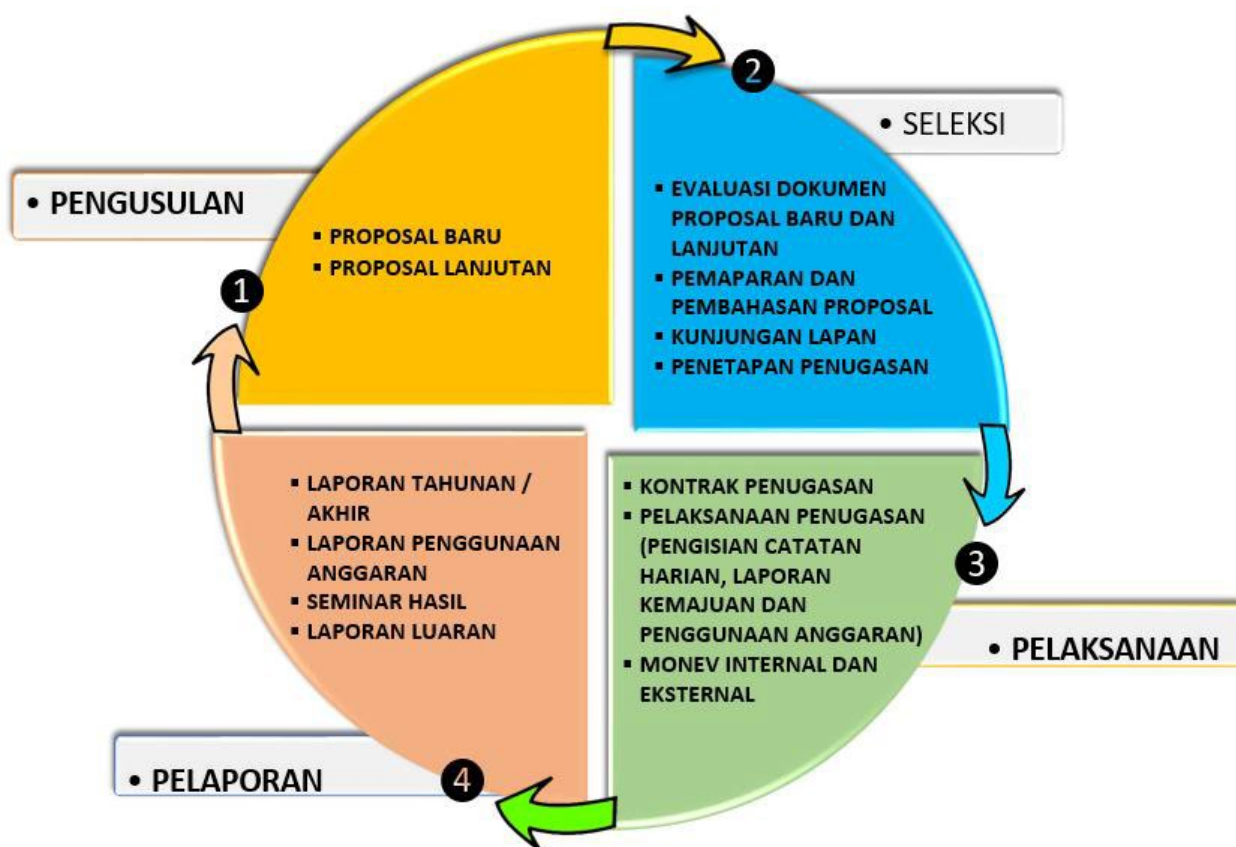 1
• PENGUSULAN
▪ PROPOSAL BARU
▪ PROPOSAL LANJUTAN
2
• SELEKSI
▪ EVALUASI DOKUMEN
PROPOSAL BARU DAN
LANJUTAN
▪ PEMAPARAN DAN
PEMBAHASAN PROPOSAL
▪ KUNJUNGAN LAPAN
▪ PENETAPAN PENUGASAN
3
• PELAKSANAAN
▪ KONTRAK PENUGASAN
▪ PELAKSANAAN PENUGASAN
(PENGISIAN CATATAN
HARIAN, LAPORAN
KEMAJUAN DAN
PENGGUNAAN ANGGARAN)
▪ MONEV INTERNAL DAN
EKSTERNAL
4
• PELAPORAN
▪ LAPORAN TAHUNAN /
AKHIR
▪ LAPORAN PENGGUNAAN
ANGGARAN
▪ SEMINAR HASIL
▪ LAPORAN LUARAN